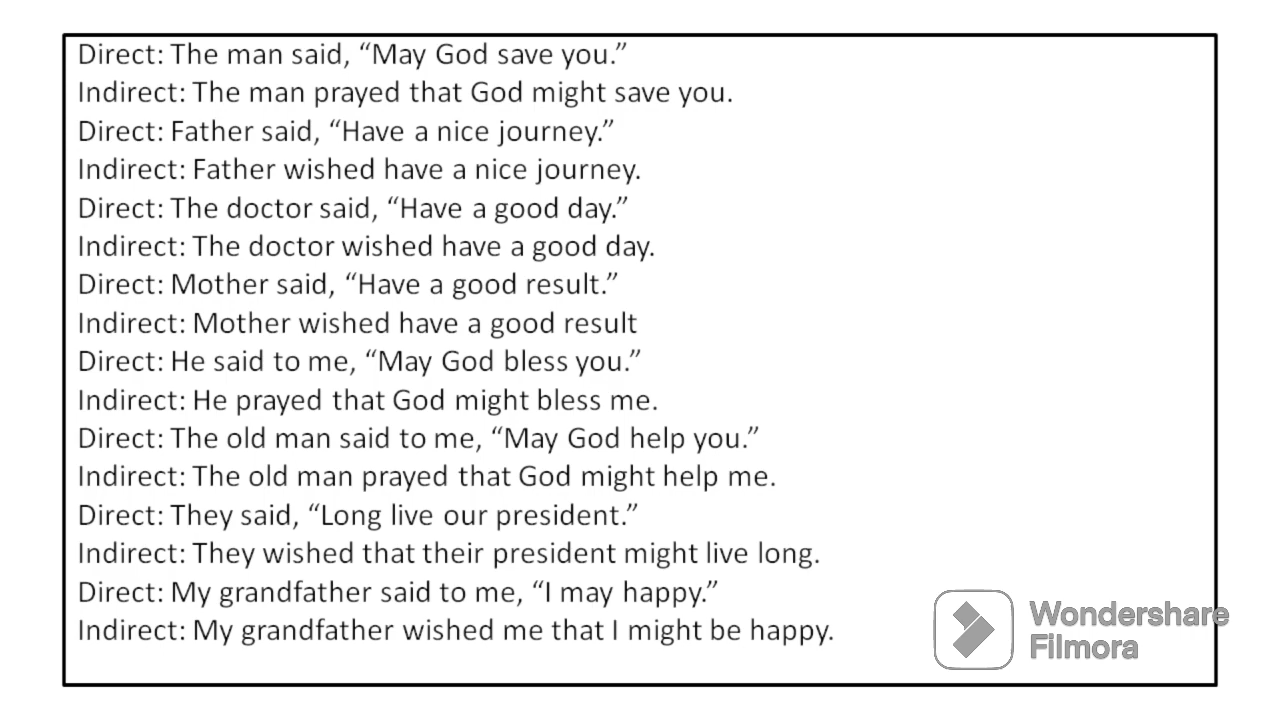 Direct: The man said, “May God save you.”
Indirect: The man prayed that God might save you.
Direct: Father said, “Have a nice journey.”
Indirect: Father wished have a nice journey.
Direct: The doctor said, “Have a good day.”
Indirect: The doctor wished have a good day.
Direct: Mother said, “Have a good result.”
Indirect: Mother wished have a good result
Direct: He said to me, “May God bless you.”
Indirect: He prayed that God might bless me.
Direct: The old man said to me, “May God help you.”
Indirect: The old man prayed that God might help me.
Direct: They said, “Long live our president.”
Indirect: They wished that their president might live long.
Direct: My grandfather said to me, “I may happy.”
Indirect: My grandfather wished me that I might be happy.
Wondershare
Filmora